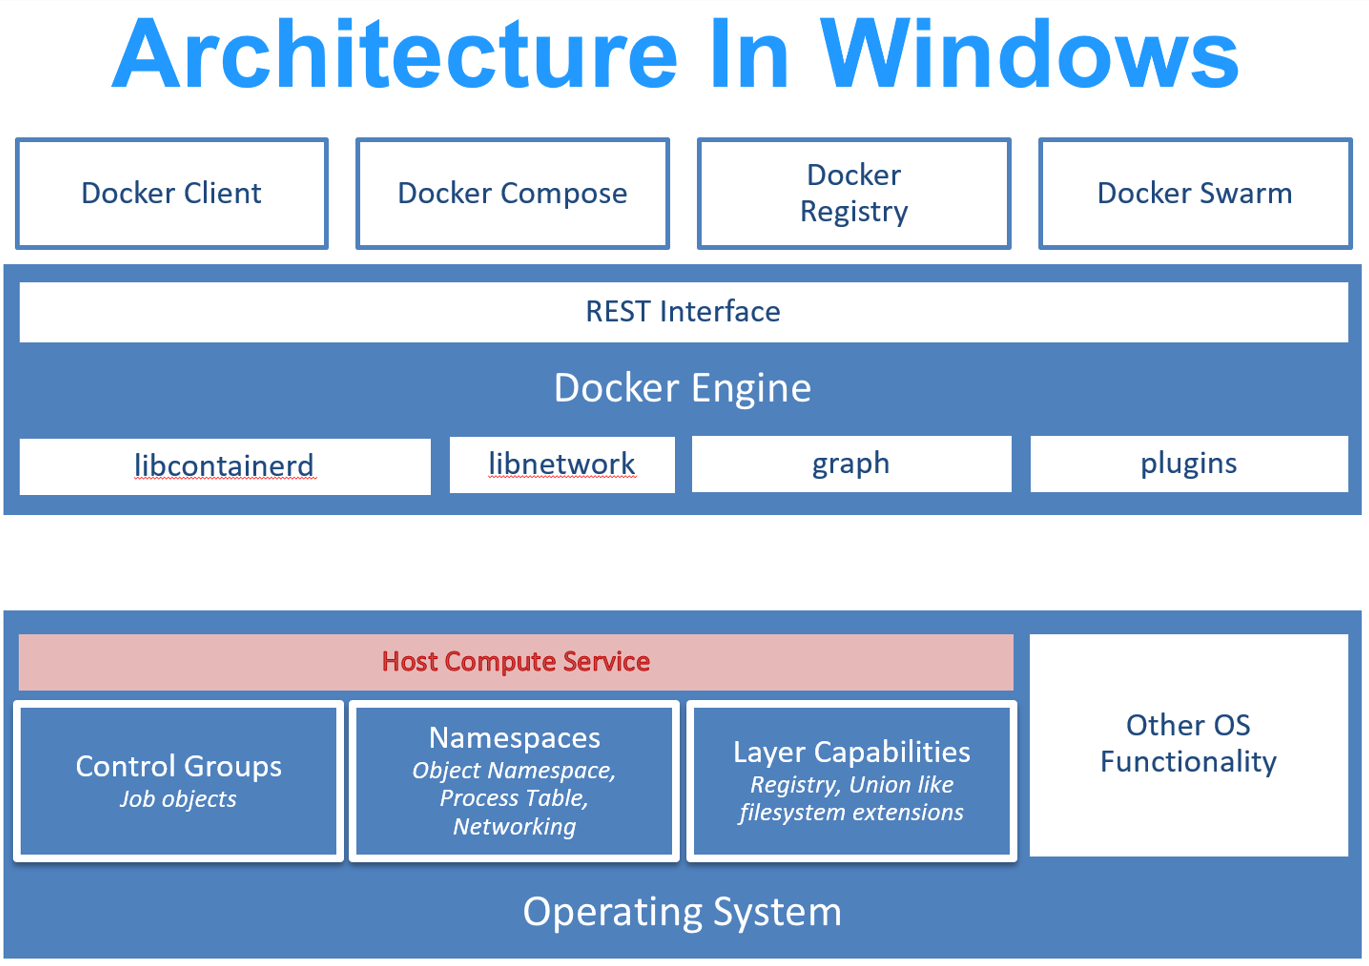 Architecture In Windows
Docker Client
Docker Compose
Docker
Registry
Docker Swarm
REST Interface
Docker Engine
libcontainerd
libnetwork
graph
plugins
Host Compute Service
Control Groups
Job objects
Namespaces
Object Namespace,
Process Table,
Networking
Layer Capabilities
Registry, Union like
filesystem extensions
Other OS
Functionality
Operating System